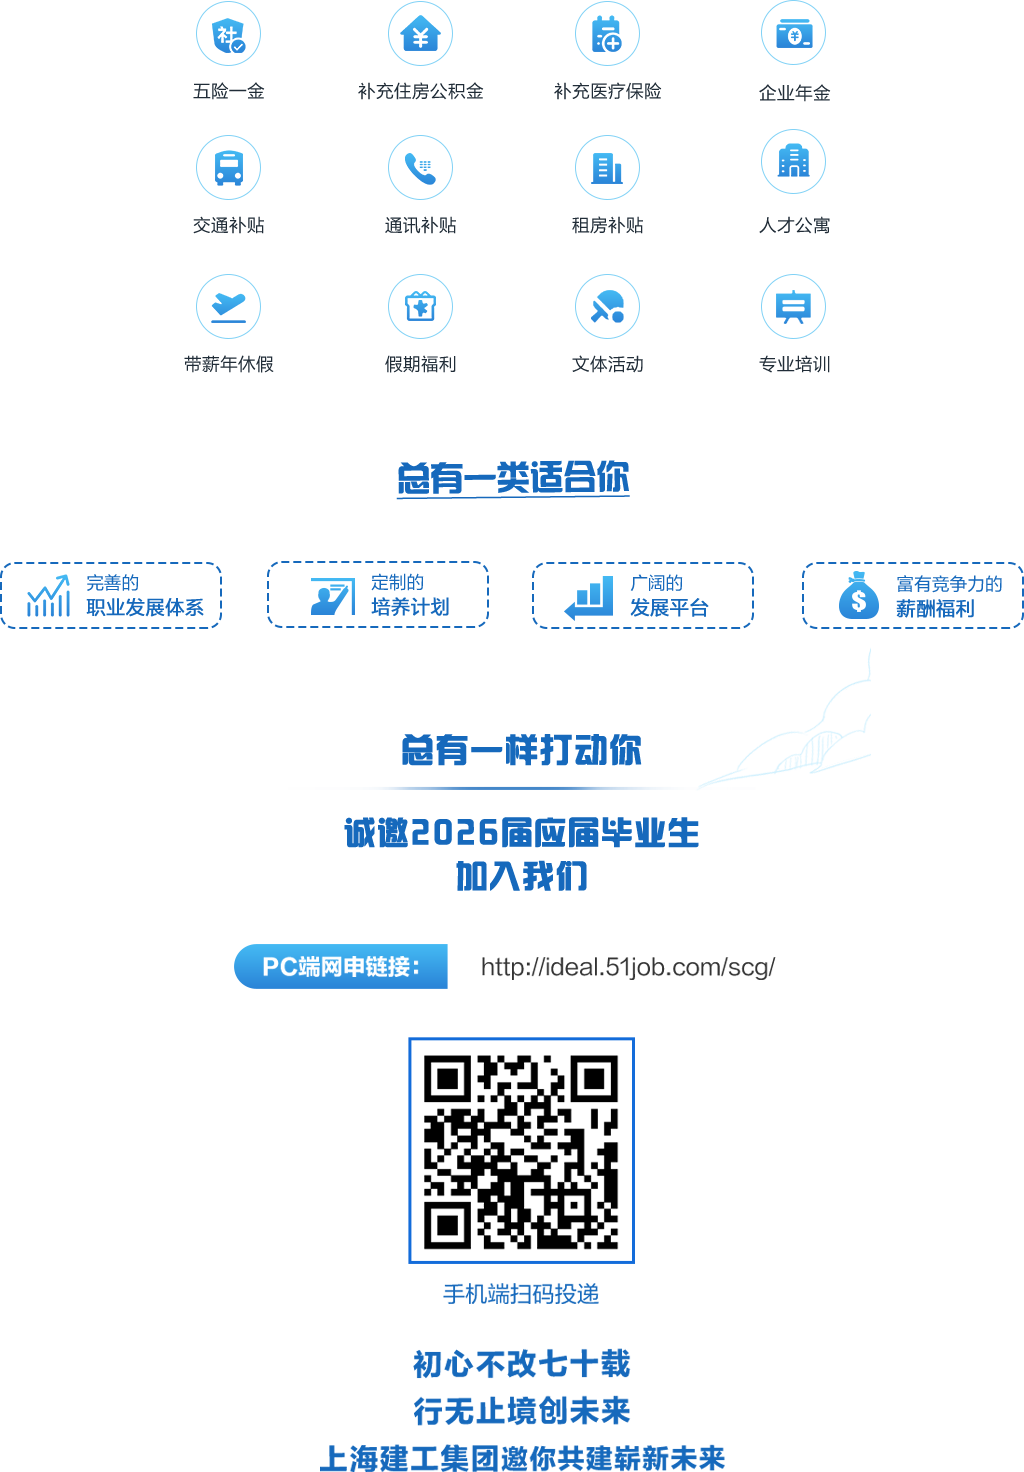 社
五险一金 补充住房公积金 补充医疗保险 企业年金
交通补贴 通讯补贴 租房补贴 人才公寓
带薪年休假 假期福利 文体活动 专业培训
总有一类适合你
完善的
职业发展体系
定制的
培养计划
广阔的
发展平台
富有竞争力的
薪酬福利
总有一样打动你
诚邀2026届应届毕业生
加入我们
PC端网申链接：
http://ideal.51job.com/scg/
手机端扫码投递
初心不改七十载
行无止境创未来
上海建工集团邀你共建崭新未来